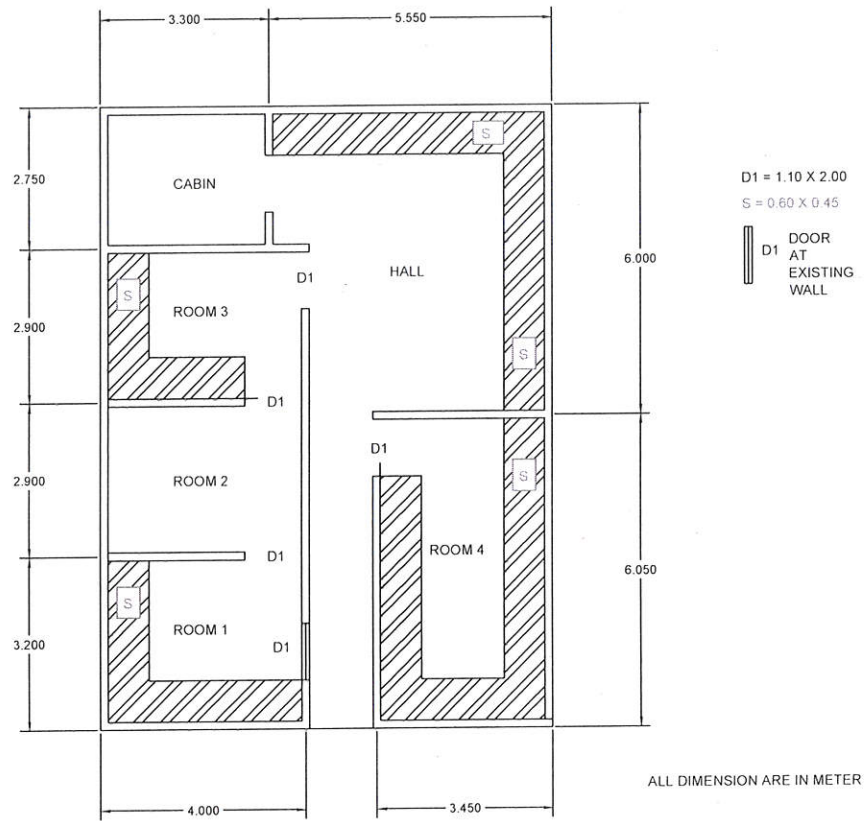 3.300
5.550
2.750
CABIN
S
D1 = 1.10 X 2.00
S = 0.60 X 0.45
D1 DOOR
AT
EXISTING
WALL
6.000
HALL
D1
S
ROOM 3
2.900
S
D1
D1
S
2.900
ROOM 2
ROOM 4
D1
6.050
S
ROOM 1
3.200
D1
ALL DIMENSION ARE IN METER
4.000
3.450